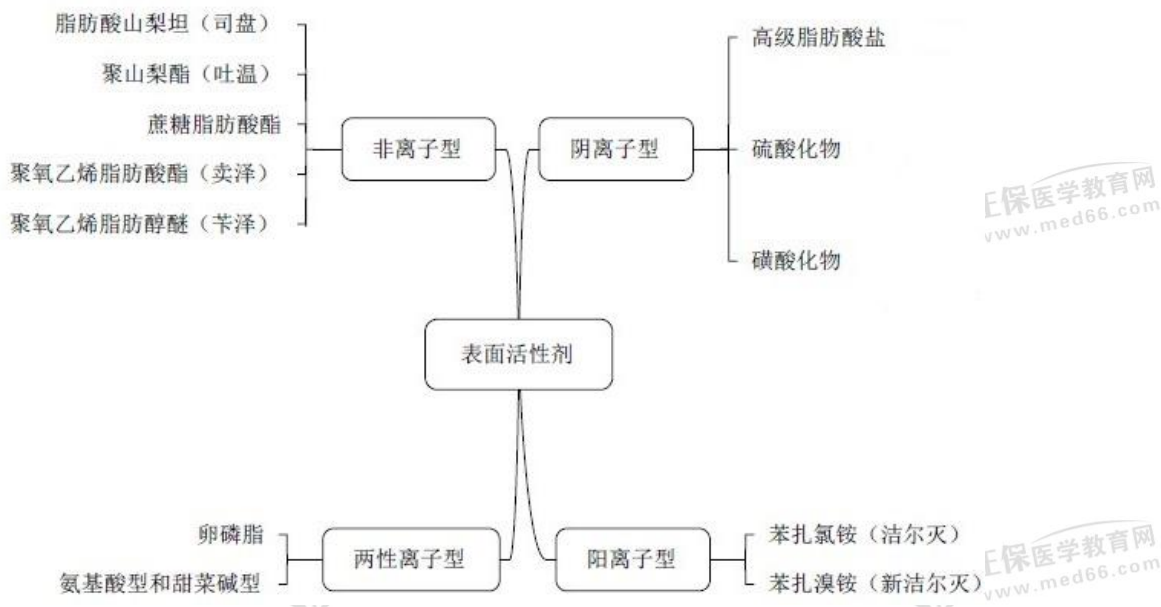 脂肪酸山梨坦（司盘）
聚山梨酯（吐温）
蔗糖脂肪酸酯
聚氧乙烯脂肪酸酯（卖泽）
聚氧乙烯脂肪醇醚（苄泽）
非离子型
阴离子型
高级脂肪酸盐
硫酸化物
磺酸化物
表面活性剂
卵磷脂
氨基酸型和甜菜碱型
两性离子型
阳离子型
苯扎氯铵（洁尔灭）
苯扎溴铵（新洁尔灭）
保医学教育网
www.med66.com
保医学教育网
www.med66.com